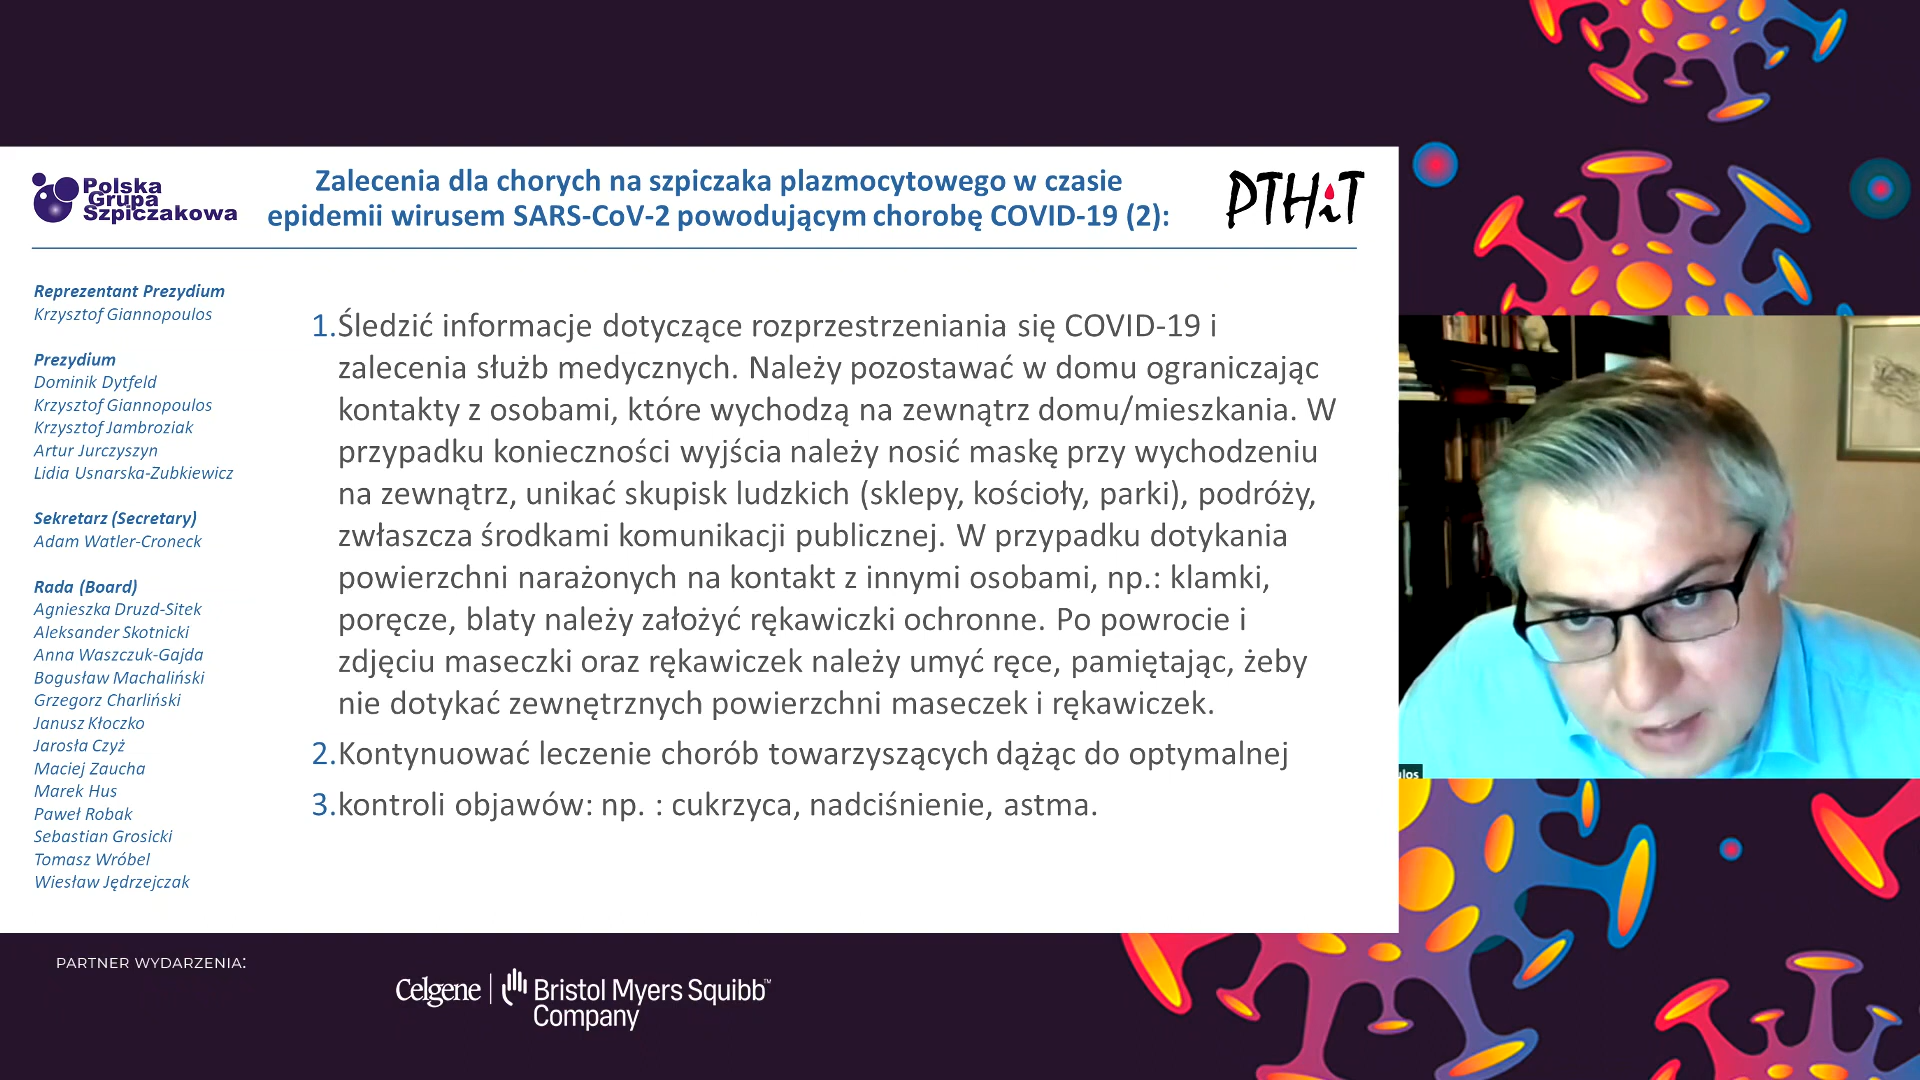 Polska
Grupa
Szpiczakowa
Zalecenia dla chorych na szpiczaka plazmocytowego w czasie
epidemii wirusem SARS-CoV-2 powodującym chorobę COVID-19 (2):
PTHiT
Reprezentant Prezydium
Krzysztof Giannopoulos
Prezydium
Dominik Dytfeld
Krzysztof Giannopoulos
Krzysztof Jambroziak
Artur Jurczyszyn
Lidia Usnarska-Zubkiewicz
Sekretarz (Secretary)
Adam Watler-Croneck
Rada (Board)
Agnieszka Druzd-Sitek
Aleksander Skotnicki
Anna Waszczuk-Gajda
Bogusław Machaliński
Grzegorz Charliński
Janusz Kłoczko
Jarosła Czyż
Maciej Zaucha
Marek Hus
Paweł Robak
Sebastian Grosicki
Tomasz Wróbel
Wiesław Jędrzejczak
1.Śledzić informacje dotyczące rozprzestrzeniania się COVID-19 i
zalecenia służb medycznych. Należy pozostawać w domu ograniczając
kontakty z osobami, które wychodzą na zewnątrz domu/mieszkania. W
przypadku konieczności wyjścia należy nosić maskę przy wychodzeniu
na zewnątrz, unikać skupisk ludzkich (sklepy, kościoły, parki), podróży,
zwłaszcza środkami komunikacji publicznej. W przypadku dotykania
powierzchni narażonych na kontakt z innymi osobami, np.: klamki,
poręcze, blaty należy założyć rękawiczki ochronne. Po powrocie i
zdjęciu maseczki oraz rękawiczek należy umyć ręce, pamiętając, żeby
nie dotykać zewnętrznych powierzchni maseczek i rękawiczek.
2.Kontynuować leczenie chorób towarzyszących dążąc do optymalnej
3.kontroli objawów: np. : cukrzyca, nadciśnienie, astma.
ulos
PARTNER WYDARZENIA:
Celgene | Bristol Myers Squibb™
Company